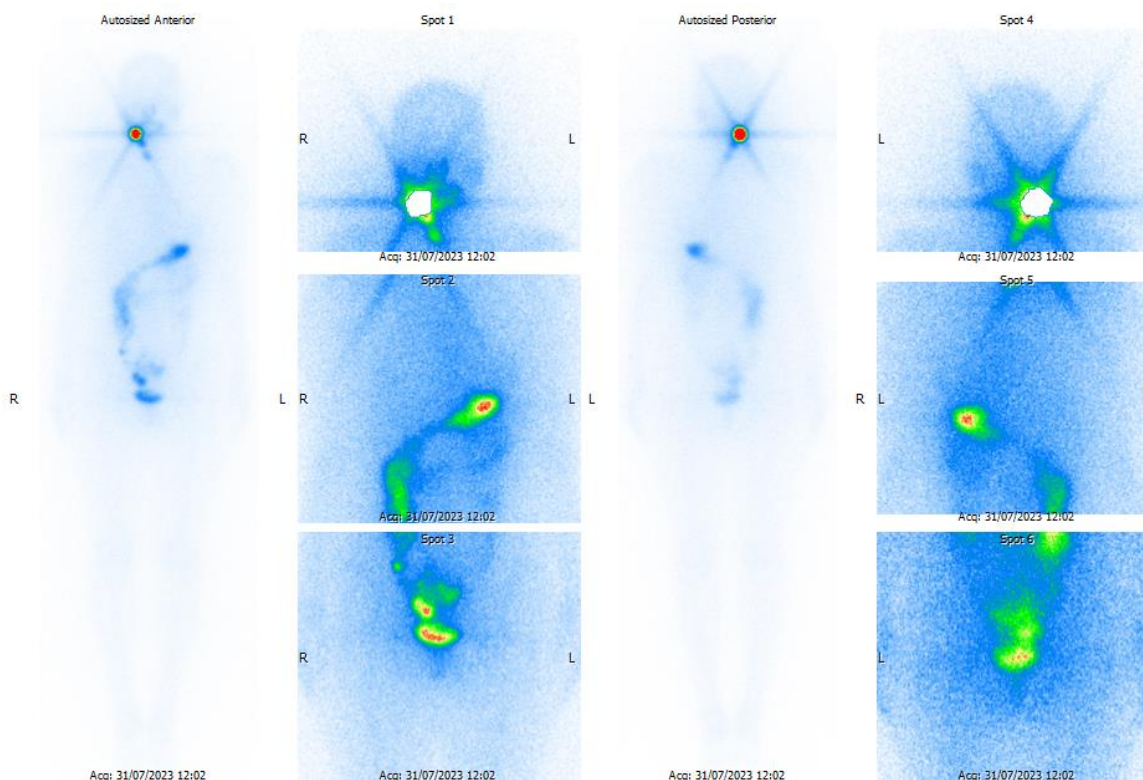 Autosized Anterior
Spot 1
Autosized Posterior
Spot 4
R
L
L
Acq: 31/07/2023 12:02
Acq: 31/07/2023 12:02
Spot 2
Spot 5
R
L
R
L
L
R
L
Acq: 31/07/2023 12:02
Acq: 31/07/2023 12:02
Spot 3
Spot 6
R
L
L
Acq: 31/07/2023 12:02
Acq: 31/07/2023 12:02
Acq: 31/07/2023 12:02
Acq: 31/07/2023 12:02